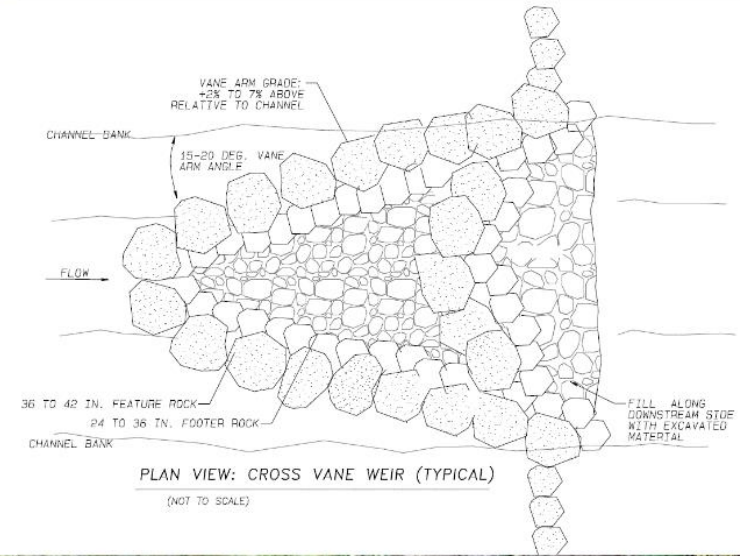 VANE ARM GRADE:
+2% TO 7% ABOVE
RELATIVE TO CHANNEL
CHANNEL BANK
15-20 DEG. VANE
ARM ANGLE
FLOW
36 TO 42 IN. FEATURE ROCK
24 TO 36 IN. FOOTER ROCK
CHANNEL BANK
FILL ALONG
DOWNSTREAM SIDE
WITH EXCAVATED
MATERIAL
PLAN VIEW: CROSS VANE WEIR (TYPICAL)
(NOT TO SCALE)